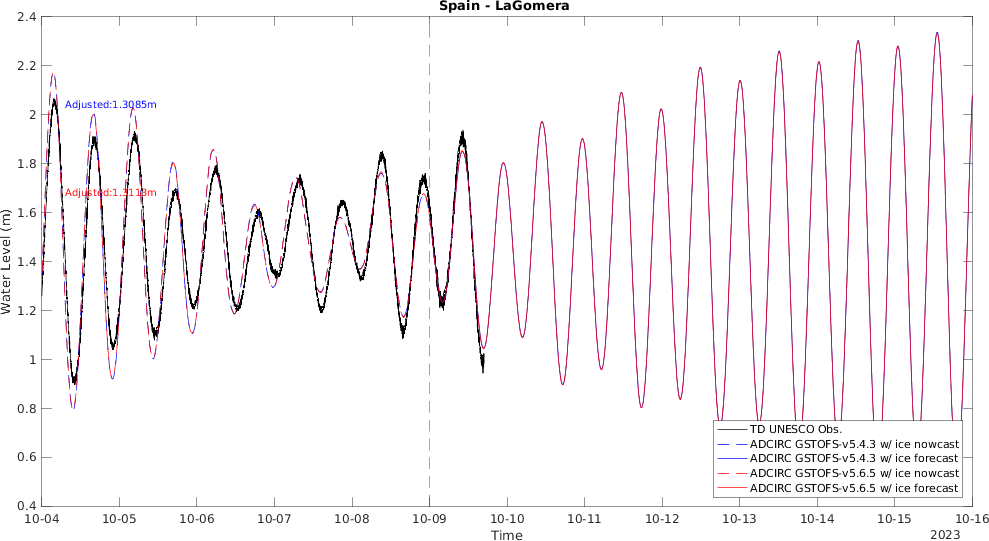 Spain - LaGomera
2.4
2.2
2
1.8
1.6
1.4
1.2
1
0.8
0.6
0.4
Water Level (m)
Adjusted:1.3085m
Adjusted:1.3113m
TD UNESCO Obs.
ADCIRC GSTOFS-v5.4.3 w/ ice nowcast
ADCIRC GSTOFS-v5.4.3 w/ ice forecast
ADCIRC GSTOFS-v5.6.5 w/ ice nowcast
ADCIRC GSTOFS-v5.6.5 w/ ice forecast
10-04 10-05 10-06 10-07 10-08 10-09 10-10 10-11 10-12 10-13 10-14 10-15 10-16
Time
2023